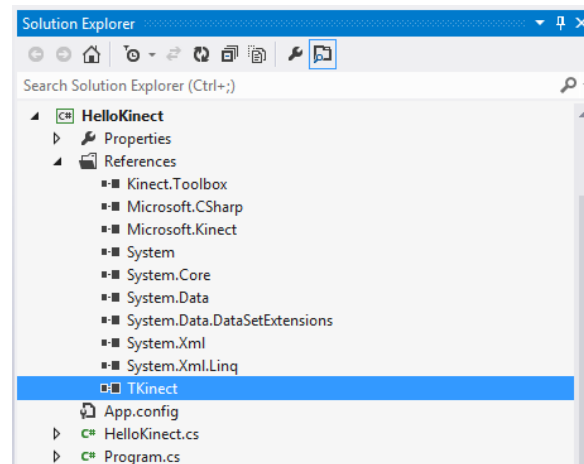 Solution Explorer
Search Solution Explorer (Ctrl+;)
C# HelloKinect
Properties
References
Kinect.Toolbox
Microsoft.CSharp
Microsoft.Kinect
System
System.Core
System.Data
System.Data.DataSetExtensions
System.Xml
System.Xml.Linq
TKinect
App.config
C# HelloKinect.cs
C# Program.cs